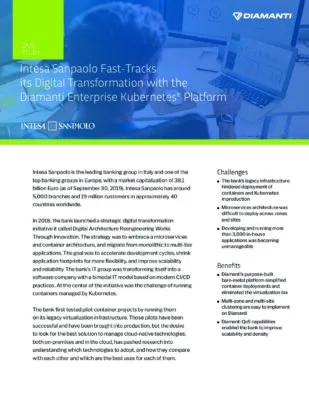 DIAMANTI
CASE
STUDY
Intesa Sanpaolo Fast-Tracks
its Digital Transformation with the
Diamanti Enterprise Kubernetes® Platform
INTESA SANPAOLO
Intesa Sanpaolo is the leading banking group in Italy and one of the
top banking groups in Europe, with a market capitalization of 38.1
billion Euro (as of September 30, 2019). Intesa Sanpaolo has around
5,000 branches and 19 million customers in approximately 40
countries worldwide.
In 2018, the bank launched a strategic digital transformation
initiative it called Digital Architecture Reengineering Works
Through Innovation. The strategy was to embrace a microservices
and container architecture, and migrate from monolithic to multi-tier
applications. The goal was to accelerate development cycles, shrink
application footprints for more flexibility, and improve scalability
and reliability. The bank's IT group was transforming itself into a
software company with a bimodal IT model based on modern CI/CD
practices. At the center of the initiative was the challenge of running
containers managed by Kubernetes.
The bank first tested pilot container projects by running them
on its legacy virtualization infrastructure. Those pilots have been
successful and have been brought into production, but the desire
to look for the best solution to manage cloud-native technologies,
both on-premises and in the cloud, has pushed research into
understanding which technologies to adopt, and how they compare
with each other and which are the best uses for each of them.
Challenges
■ The bank's legacy infrastructure
hindered deployment of
containers and Kubernetes
in production
■ Microservices architecture was
difficult to deploy across zones
and sites
■ Developing and running more
than 3,000 in-house
applications was becoming
unmanageable
Benefits
■ Diamanti's purpose-built
bare-metal platform simplified
container deployments and
eliminated the virtualization tax
■ Multi-zone and multi-site
clustering are easy to implement
on Diamanti
■ Diamanti QoS capabilities
enabled the bank to improve
scalability and density